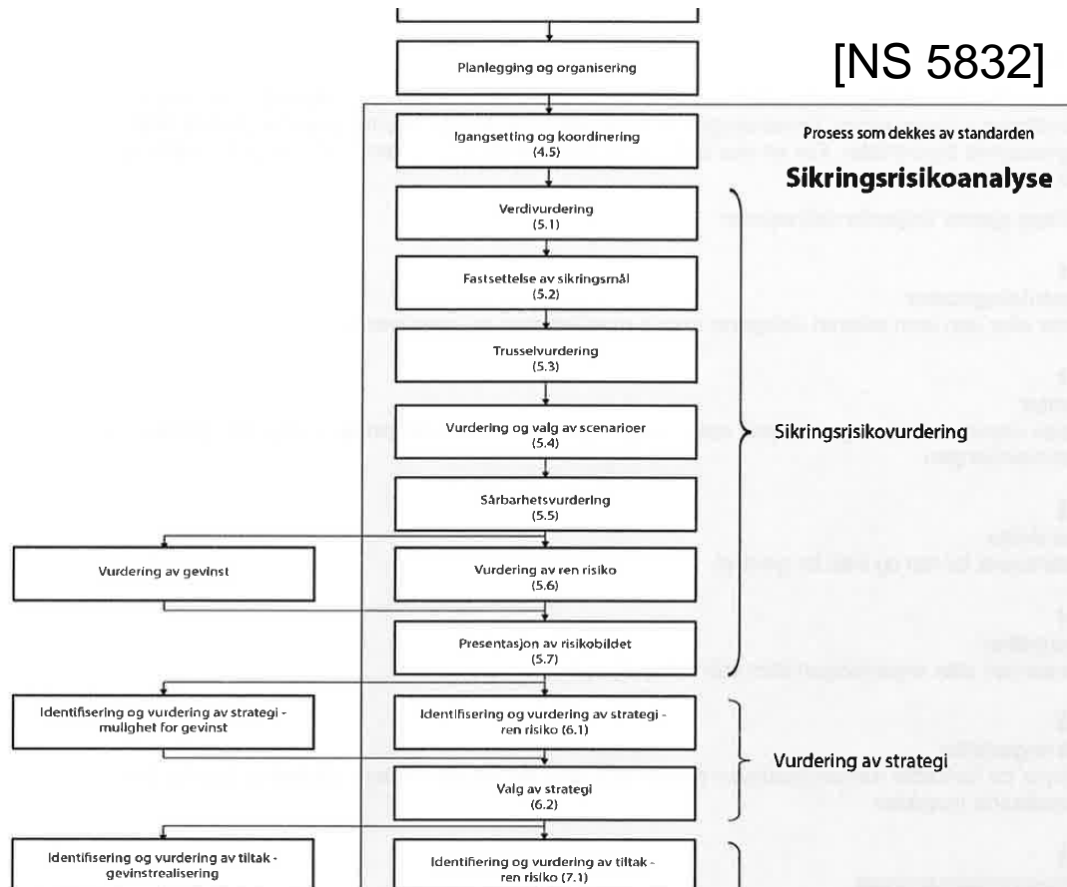 [NS 5832]
Planlegging og organisering
Igangsetting og koordinering
(4.5)
Prosess som dekkes av standarden
Sikringsrisikoanalyse
Verdivurdering
(5.1)
Fastsettelse av sikringsmål
(5.2)
Trusselvurdering
(5.3)
Vurdering og valg av scenarioer
(5.4)
Sikringsrisikovurdering
Sårbarhetsvurdering
(5.5)
Vurdering av gevinst
Vurdering av ren risiko
(5.6)
Presentasjon av risikobildet
(5.7)
Identifisering og vurdering av strategi -
mulighet for gevinst
Identifisering og vurdering av strategi -
ren risiko (6.1)
Vurdering av strategi
Valg av strategi
(6.2)
Identifisering og vurdering av tiltak -
gevinstrealisering
Identifiering og vurdering av tiltak -
ren risiko (7.1)